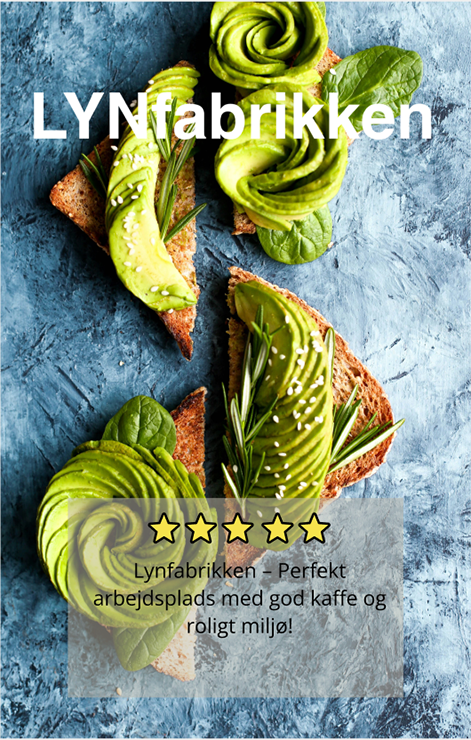 LYNfabrikken
Lynfabrikken – Perfekt
arbejdsplads med god kaffe og
roligt miljø!